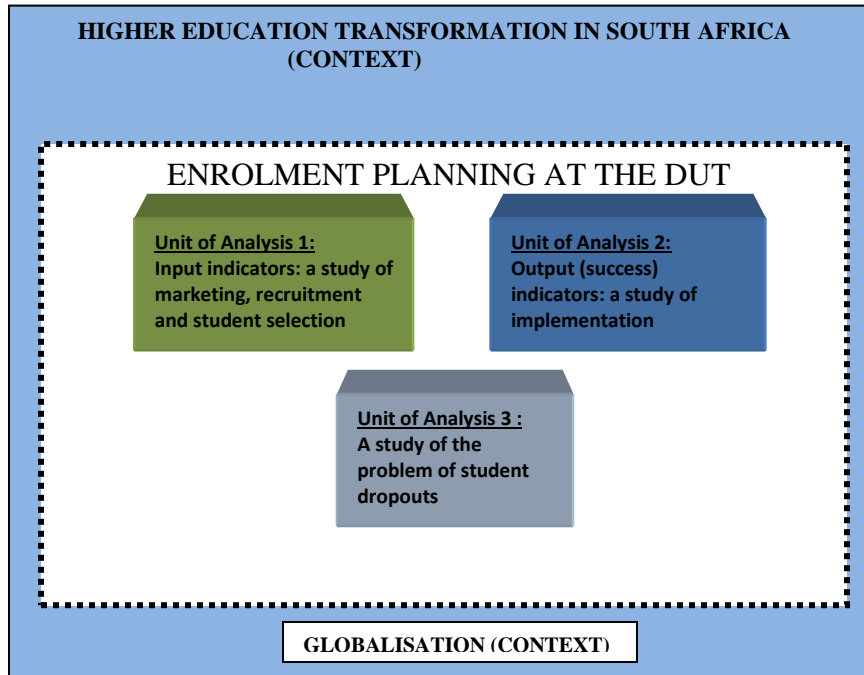 HIGHER EDUCATION TRANSFORMATION IN SOUTH AFRICA
(CONTEXT)
ENROLMENT PLANNING AT THE DUT
Unit of Analysis 1:
Input indicators: a study of
marketing, recruitment
and student selection
Unit of Analysis 2:
Output (success)
indicators: a study of
implementation
Unit of Analysis 3 :
A study of the
problem of student
dropouts
GLOBALISATION (CONTEXT)